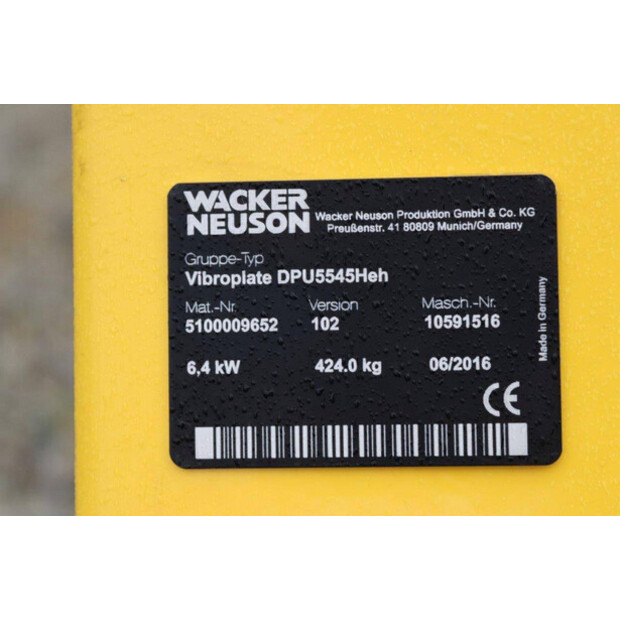 WACKER
NEUSON
Wacker Neuson Produktion GmbH & Co. KG
Preußenstr. 41 80809 Munich/Germany
Gruppe-Typ
Vibroplate DPU5545Heh
Mat.-Nr. Version Masch.-Nr.
5100009652 102 10591516
6,4 kW 424.0 kg 06/2016
CE
Made in Germany